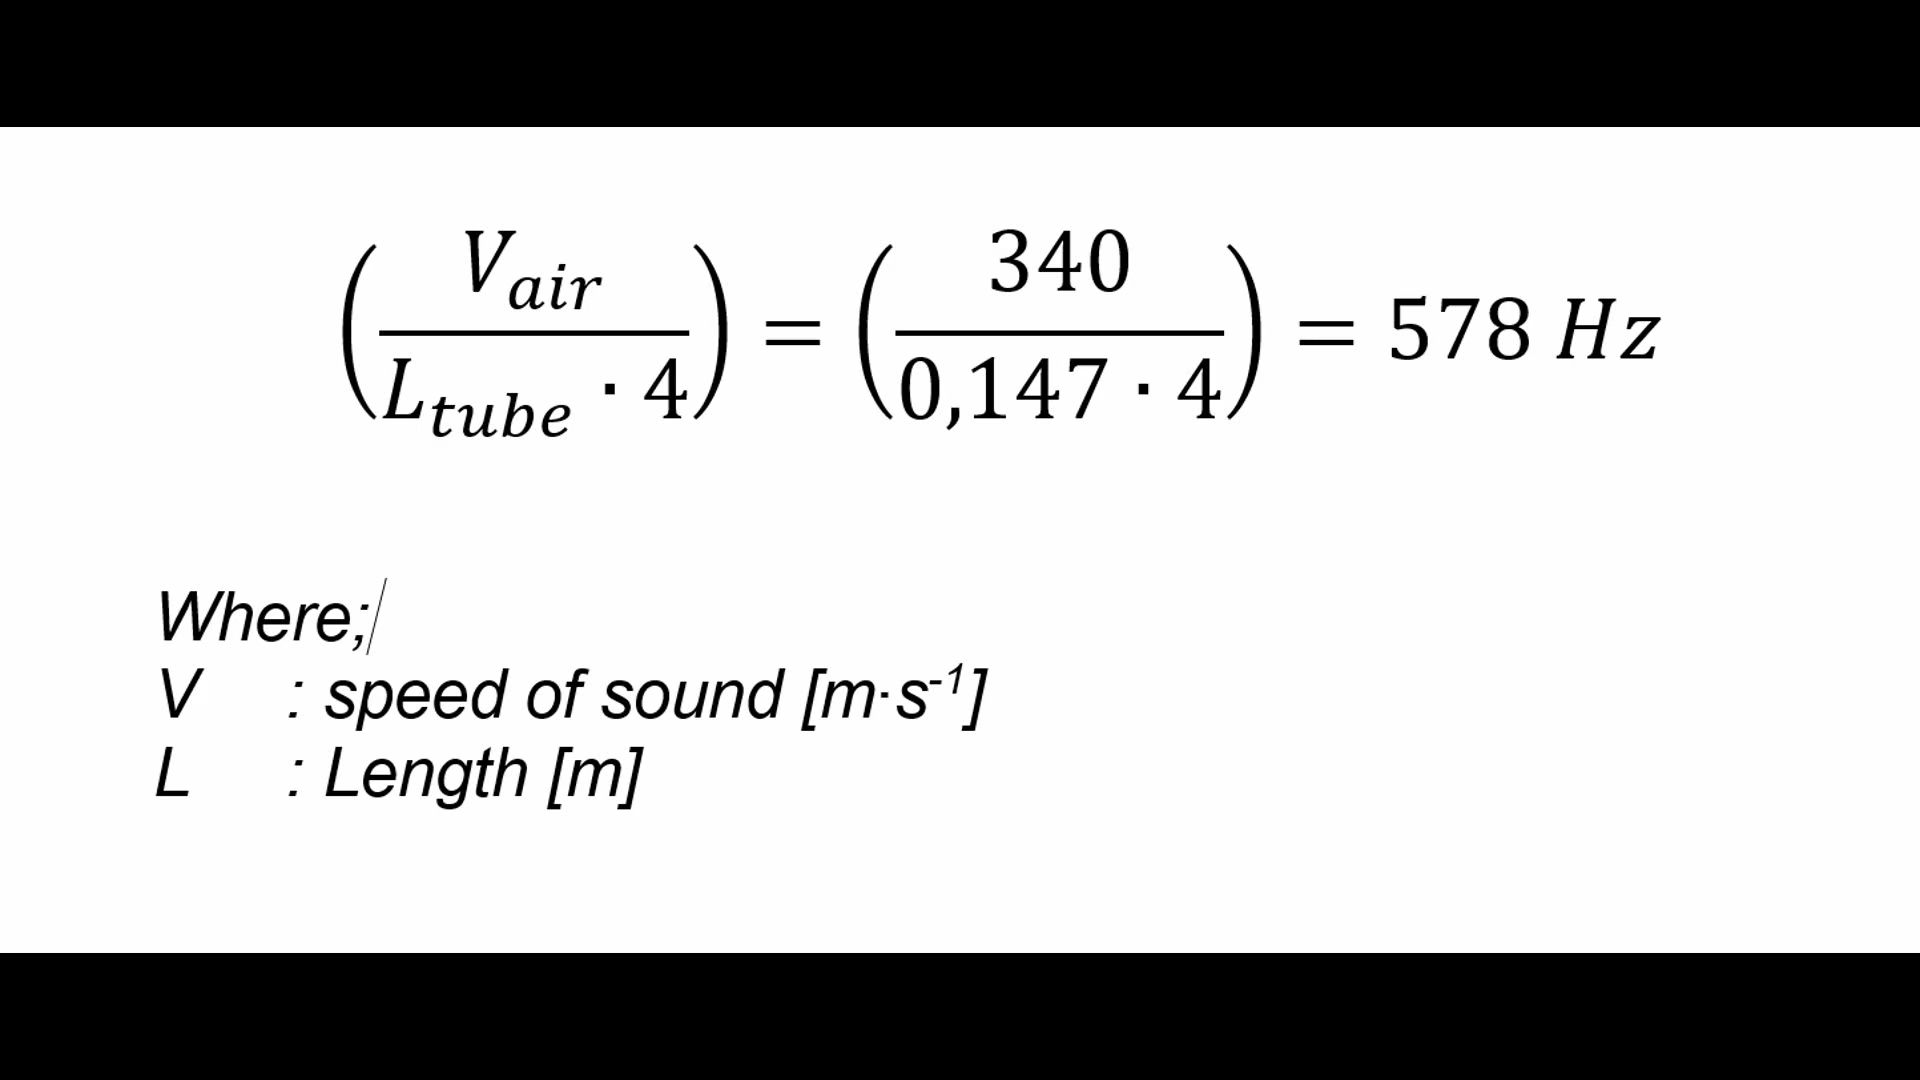 (V_air / L_tube · 4) = (340 / 0,147 · 4) = 578 Hz
Where;
V : speed of sound [m·s⁻¹]
L : Length [m]